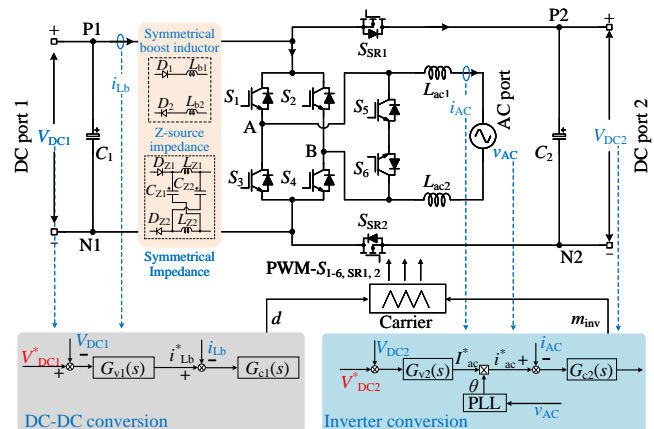 P1
P2
+
+
Symmetrical
boost inductor
D1 Lb1
D2 Lb2
Z-source
impedance
DZ1 LZ1
CZ1 CZ2
DZ2 LZ2
Symmetrical
Impedance
iLb
DC port 1
VDC1
C1
−
N1
S1 S2
A
B
S3 S4
S5
S6
SSR1
SSR2
Lac1
Lac2
iAC
vAC
AC port
C2
VDC2
DC port 2
−
N2
PWM-S1-6, SR1, 2
Carrier
d
minv
VDC1
V*DC1
+
−
Gv1(s)
i*Lb
+
iLb
−
Gc1(s)
DC-DC conversion
VDC2
V*DC2
−
Gv2(s)
I*ac
θ
PLL
vAC
i*ac
+
iAC
−
Gc2(s)
Inverter conversion